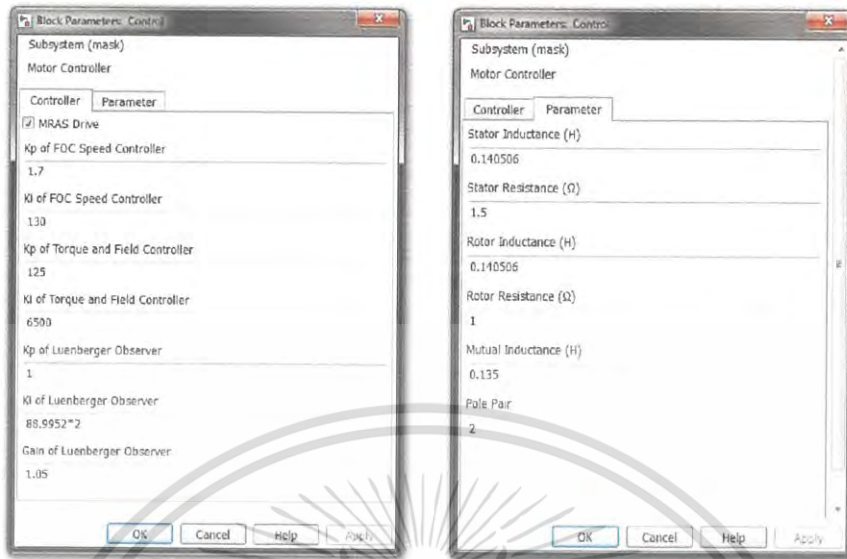 Block Parameters: Control
Subsystem (mask)
Motor Controller
Controller Parameter
MRAS Drive
Kp of FOC Speed Controller
1.7
KI of FOC Speed Controller
130
Kp of Torque and Field Controller
125
KI of Torque and Field Controller
6500
Kp of Luenberger Observer
1
KI of Luenberger Observer
88.9952*2
Gain of Luenberger Observer
1.05
OK Cancel Help Apply
Block Parameters: Control
Subsystem (mask)
Motor Controller
Controller Parameter
Stator Inductance (H)
0.140506
Stator Resistance (Ω)
1.5
Rotor Inductance (H)
0.140506
Rotor Resistance (Ω)
1
Mutual Inductance (H)
0.135
Pole Pair
2
OK Cancel Help Apply